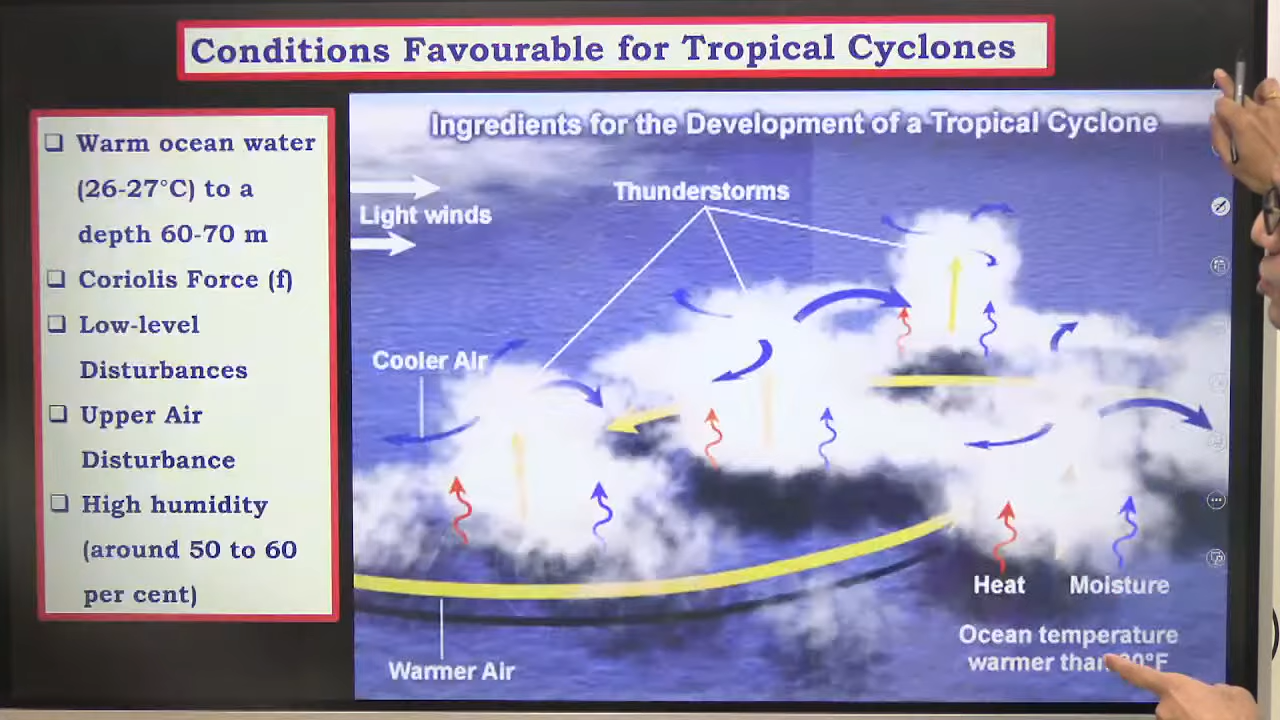 Conditions Favourable for Tropical Cyclones
❑ Warm ocean water
(26-27°C) to a
depth 60-70 m
❑ Coriolis Force (f)
❑ Low-level
Disturbances
❑ Upper Air
Disturbance
❑ High humidity
(around 50 to 60
per cent)
Ingredients for the Development of a Tropical Cyclone
Thunderstorms
Light winds
Cooler Air
Heat Moisture
Ocean temperature
warmer than
Warmer Air